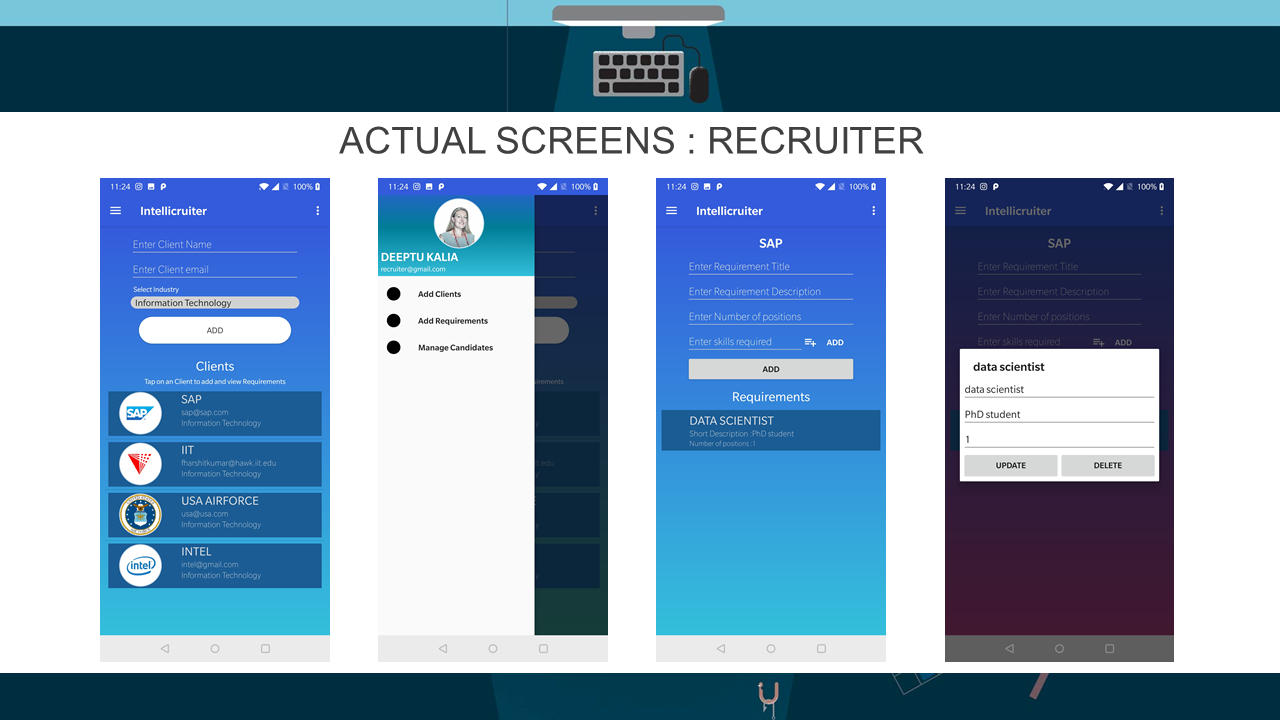 ACTUAL SCREENS : RECRUITER
11:24 100%
Intellicruiter
Enter Client Name
Enter Client email
Select Industry
Information Technology
ADD
Clients
Tap on an Client to add and view Requirements
SAP
SAP
sap@sap.com
Information Technology
IIT
fharshitkumar@hawk.iit.edu
Information Technology
USA AIRFORCE
usa@usa.com
Information Technology
intel
INTEL
intel@gmail.com
Information Technology
11:24 100%
DEEPTU KALIA
recruiter@gmail.com
Add Clients
Add Requirements
Manage Candidates
11:24 100%
Intellicruiter
SAP
Enter Requirement Title
Enter Requirement Description
Enter Number of positions
Enter skills required ADD
ADD
Requirements
DATA SCIENTIST
Short Description :PhD student
Number of positions :1
11:24 100%
Intellicruiter
SAP
Enter Requirement Title
Enter Requirement Description
Enter Number of positions
Enter skills required ADD
data scientist
data scientist
PhD student
1
UPDATE DELETE